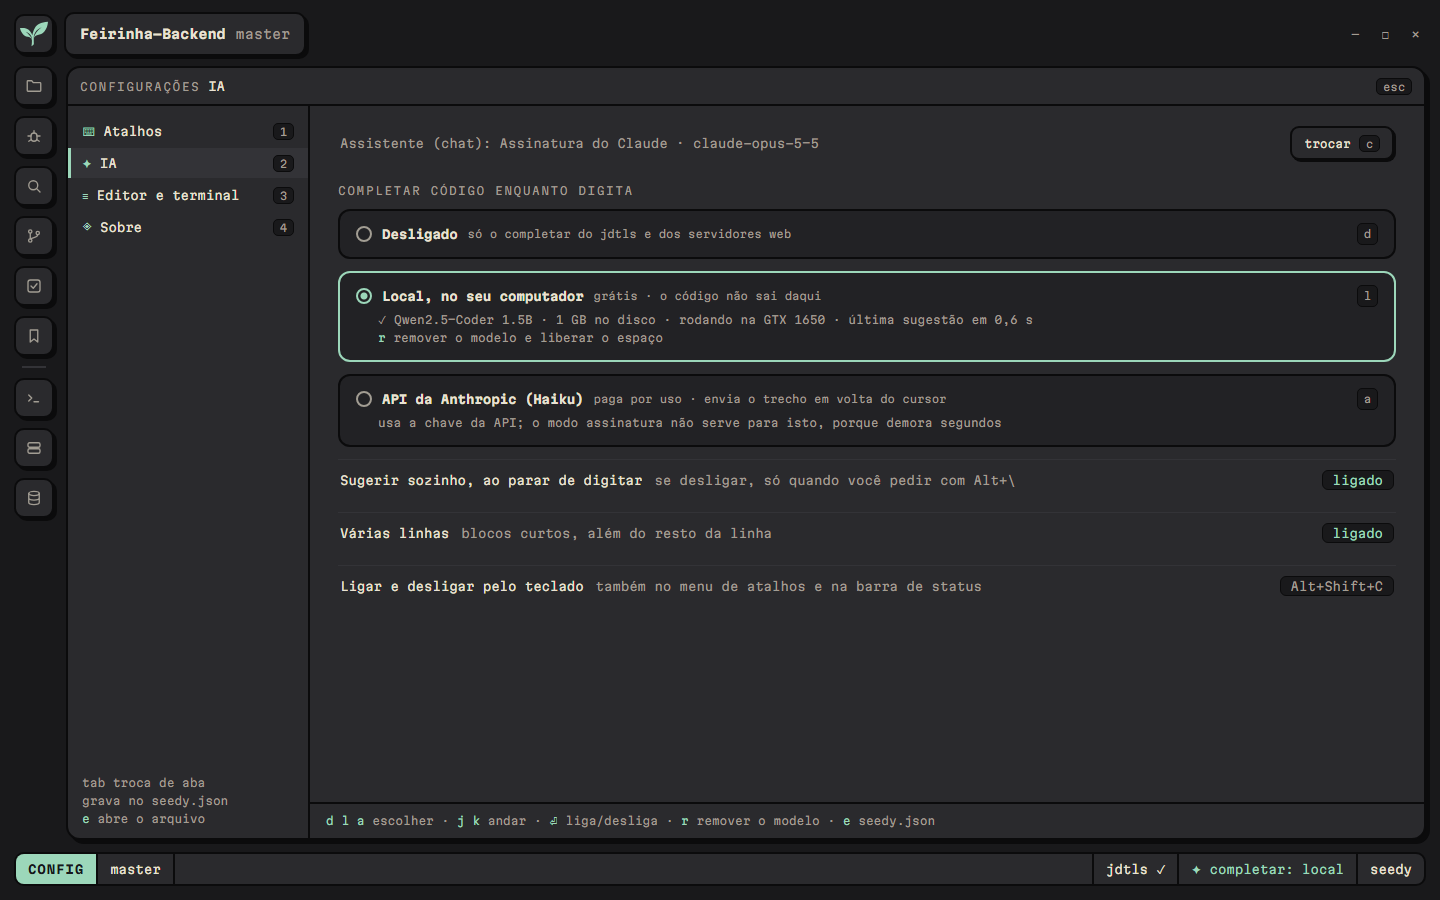 Feirinha-Backend master
CONFIGURAÇÕES IA
esc
Atalhos 1
IA 2
Editor e terminal 3
Sobre 4
tab troca de aba
grava no seedy.json
e abre o arquivo
Assistente (chat): Assinatura do Claude · claude-opus-5-5
trocar c
COMPLETAR CÓDIGO ENQUANTO DIGITA
Desligado só o completar do jdtls e dos servidores web d
Local, no seu computador grátis · o código não sai daqui l
✓ Qwen2.5-Coder 1.5B · 1 GB no disco · rodando na GTX 1650 · última sugestão em 0,6 s
r remover o modelo e liberar o espaço
API da Anthropic (Haiku) paga por uso · envia o trecho em volta do cursor a
usa a chave da API; o modo assinatura não serve para isto, porque demora segundos
Sugerir sozinho, ao parar de digitar se desligar, só quando você pedir com Alt+\ ligado
Várias linhas blocos curtos, além do resto da linha ligado
Ligar e desligar pelo teclado também no menu de atalhos e na barra de status Alt+Shift+C
d l a escolher · j k andar · ⏎ liga/desliga · r remover o modelo · e seedy.json
CONFIG master
jdtls ✓ ✦ completar: local seedy